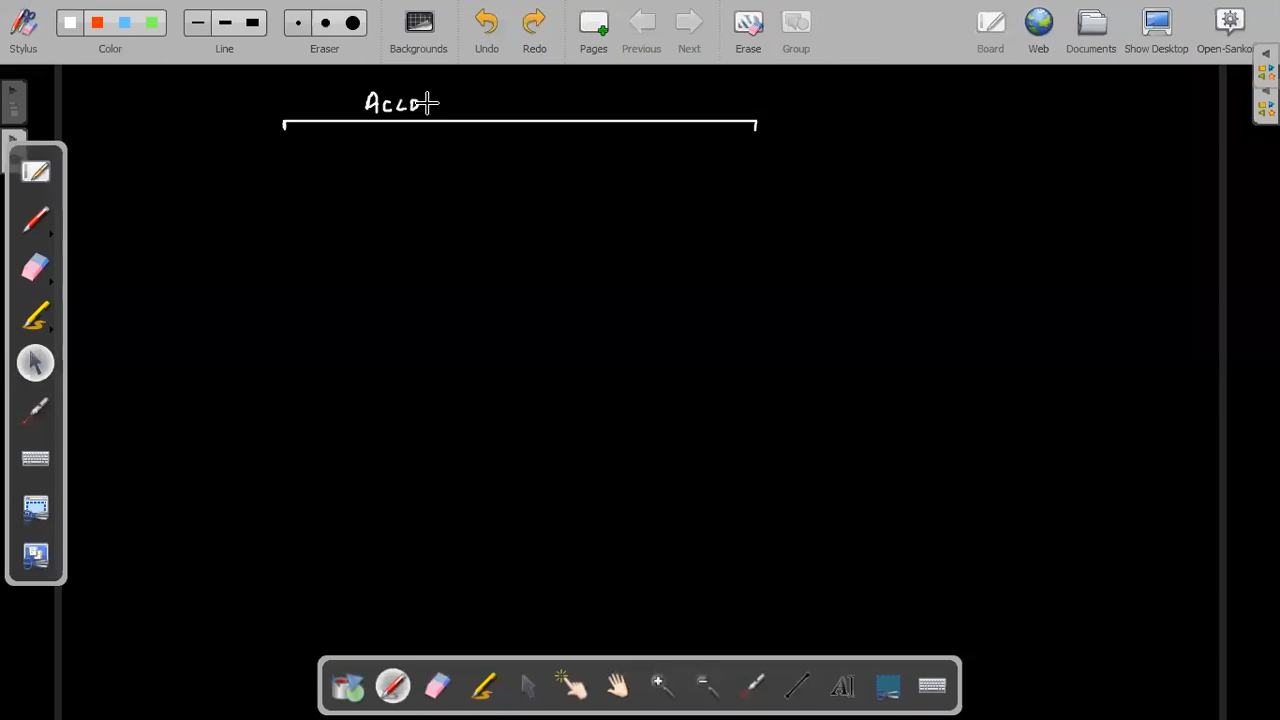 Stylus
Color
Line
Eraser
Backgrounds
Undo
Redo
Pages
Previous
Next
Erase
Group
Board
Web
Documents
Show Desktop
Open-Sanko
Acco